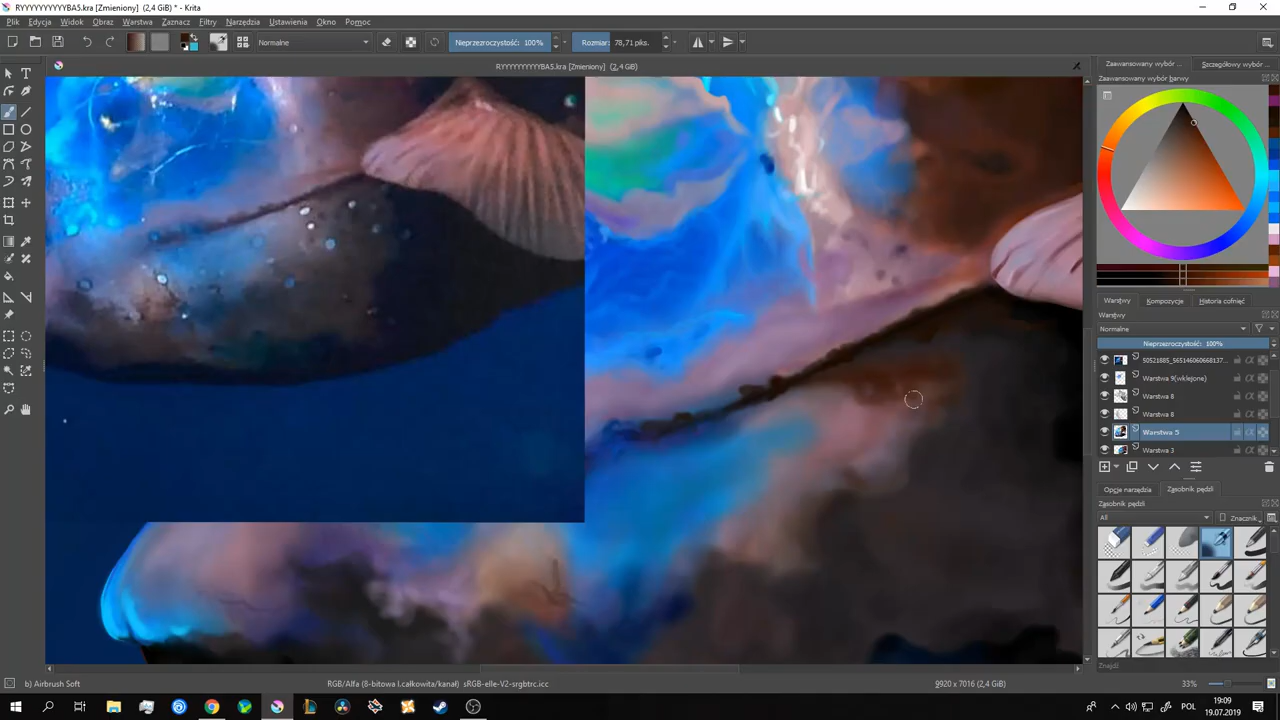 RYYYYYYYYBA5.kra [Zmieniony] (2,4 GiB) * - Krita
Plik Edycja Widok Obraz Warstwa Zaznacz Filtry Narzędzia Ustawienia Okno Pomoc
Normalne Nieprzezroczystość: 100% Rozmiar: 78,71 piks.
RYYYYYYYYBA5.kra [Zmieniony] (2,4 GiB)
Zaawansowany wybór ... Szczegółowy wybór ...
Zaawansowany wybór barwy
Warstwy Kompozycje Historia cofnięć
Warstwy
Normalne
Nieprzezroczystość: 100%
50521885_565146060668137...
Warstwa 9(wklejone)
Warstwa 8
Warstwa 8
Warstwa 5
Warstwa 3
Opcje narzędzia Zasobnik pędzli
Zasobnik pędzli
All Znacznik
Znajdź
b) Airbrush Soft RGB/Alfa (8-bitowa l.całkowita/kanał) sRGB-elle-V2-srgbtrc.icc 9920 x 7016 (2,4 GiB) 33%
POL 19:09
19.07.2019